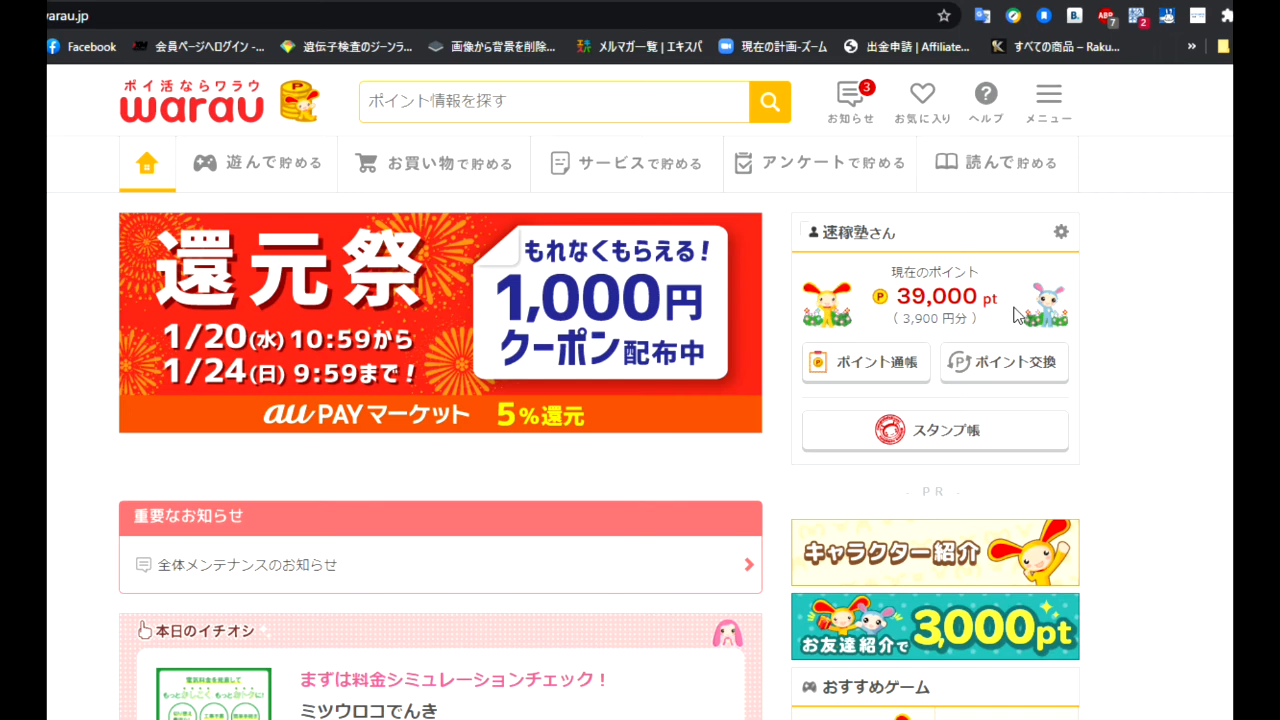 warau.jp
ABP
7
2
Facebook
会員ページへログイン -...
遺伝子検査のジーンラ...
画像から背景を削除...
メルマガ一覧 | エキスパ
現在の計画-ズーム
出金申請 | Affiliate...
すべての商品 – Raku...
»
ポイ活ならワラウ
warau
ポイント情報を探す
3
お知らせ
お気に入り
ヘルプ
メニュー
遊んで貯める
お買い物で貯める
サービスで貯める
アンケートで貯める
読んで貯める
還元祭
1/20(水) 10:59から
1/24(日) 9:59まで!
もれなくもらえる!
1,000円
クーポン配布中
au PAY マーケット 5%還元
速稼塾さん
現在のポイント
P 39,000 pt
( 3,900 円分 )
ポイント通帳
ポイント交換
スタンプ帳
- PR -
重要なお知らせ
全体メンテナンスのお知らせ
キャラクター紹介
お友達紹介で3,000pt
本日のイチオシ
おすすめゲーム
電気料金を見直して
まずは料金シミュレーションチェック!
ミツウロコでんき